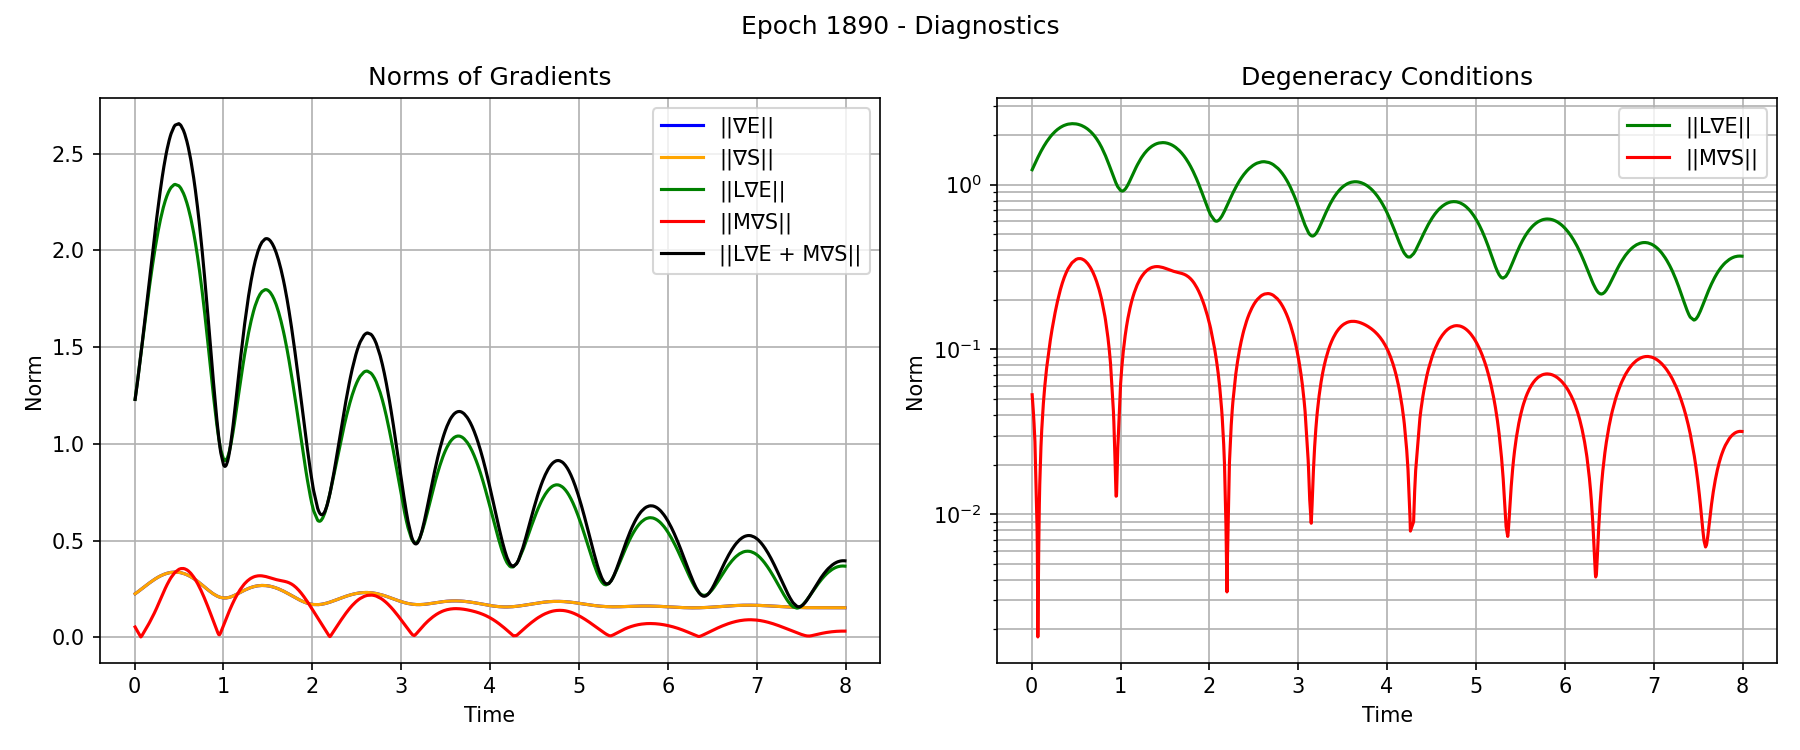 Epoch 1890 - Diagnostics
Norms of Gradients
Norm
2.5
2.0
1.5
1.0
0.5
0.0
0 1 2 3 4 5 6 7 8
Time
||∇E||
||∇S||
||L∇E||
||M∇S||
||L∇E + M∇S||
Degeneracy Conditions
Norm
10⁰
10⁻¹
10⁻²
0 1 2 3 4 5 6 7 8
Time
||L∇E||
||M∇S||